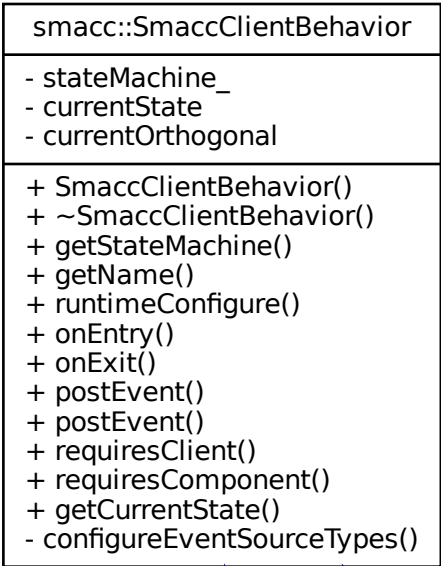 smacc::SmaccClientBehavior
- stateMachine_
- currentState
- currentOrthogonal
+ SmaccClientBehavior()
+ ~SmaccClientBehavior()
+ getStateMachine()
+ getName()
+ runtimeConfigure()
+ onEntry()
+ onExit()
+ postEvent()
+ postEvent()
+ requiresClient()
+ requiresComponent()
+ getCurrentState()
- configureEventSourceTypes()